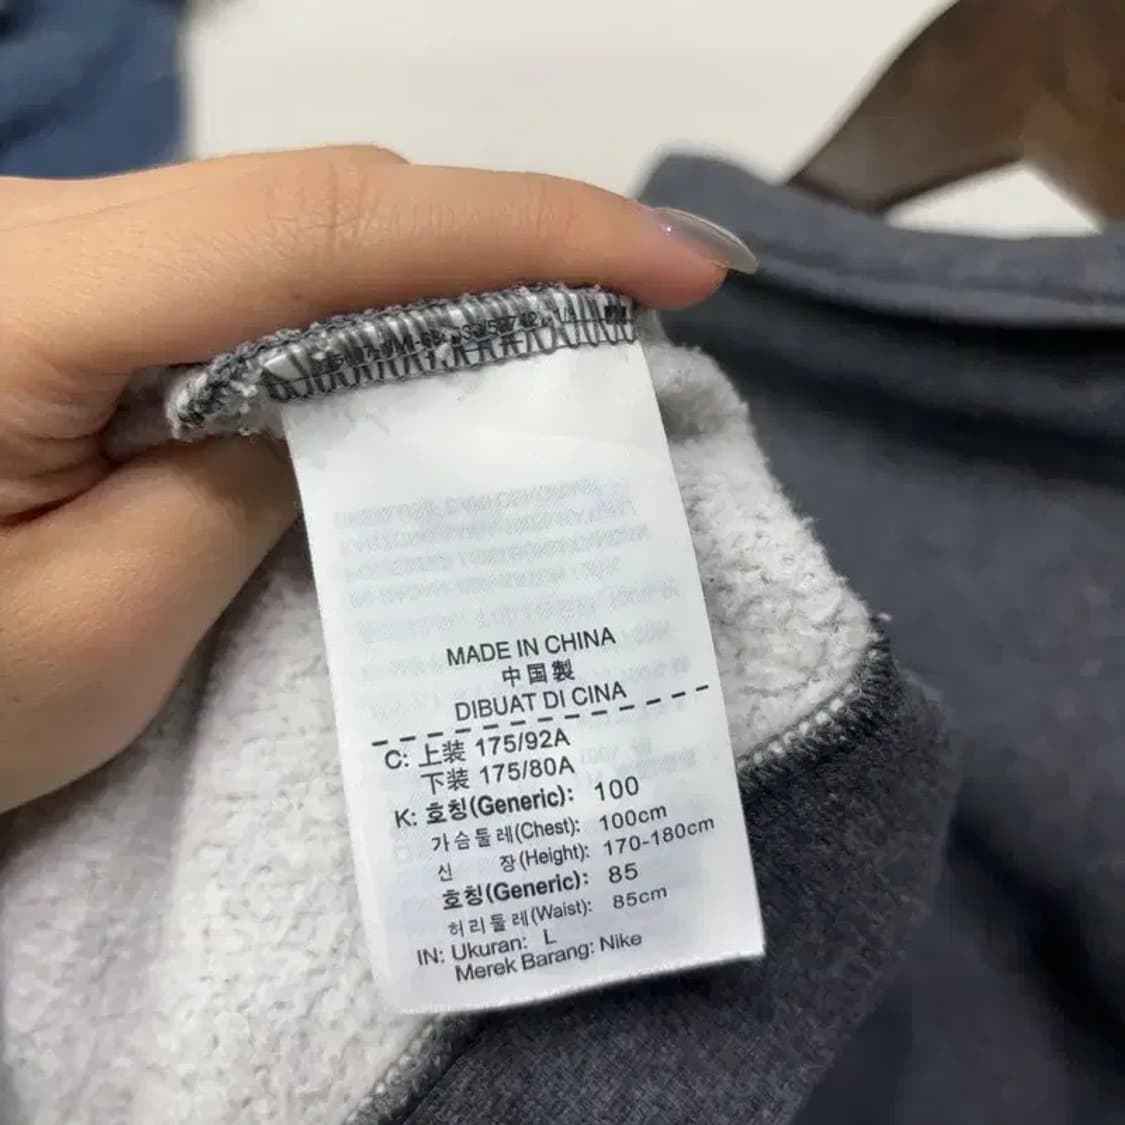 MADE IN CHINA
中国製
DIBUAT DI CINA
C: 上装 175/92A
下装 175/80A
K: 호칭(Generic): 100
가슴둘레(Chest): 100cm
신 장(Height): 170-180cm
호칭(Generic): 85
허리둘레(Waist): 85cm
IN: Ukuran: L
Merek Barang: Nike